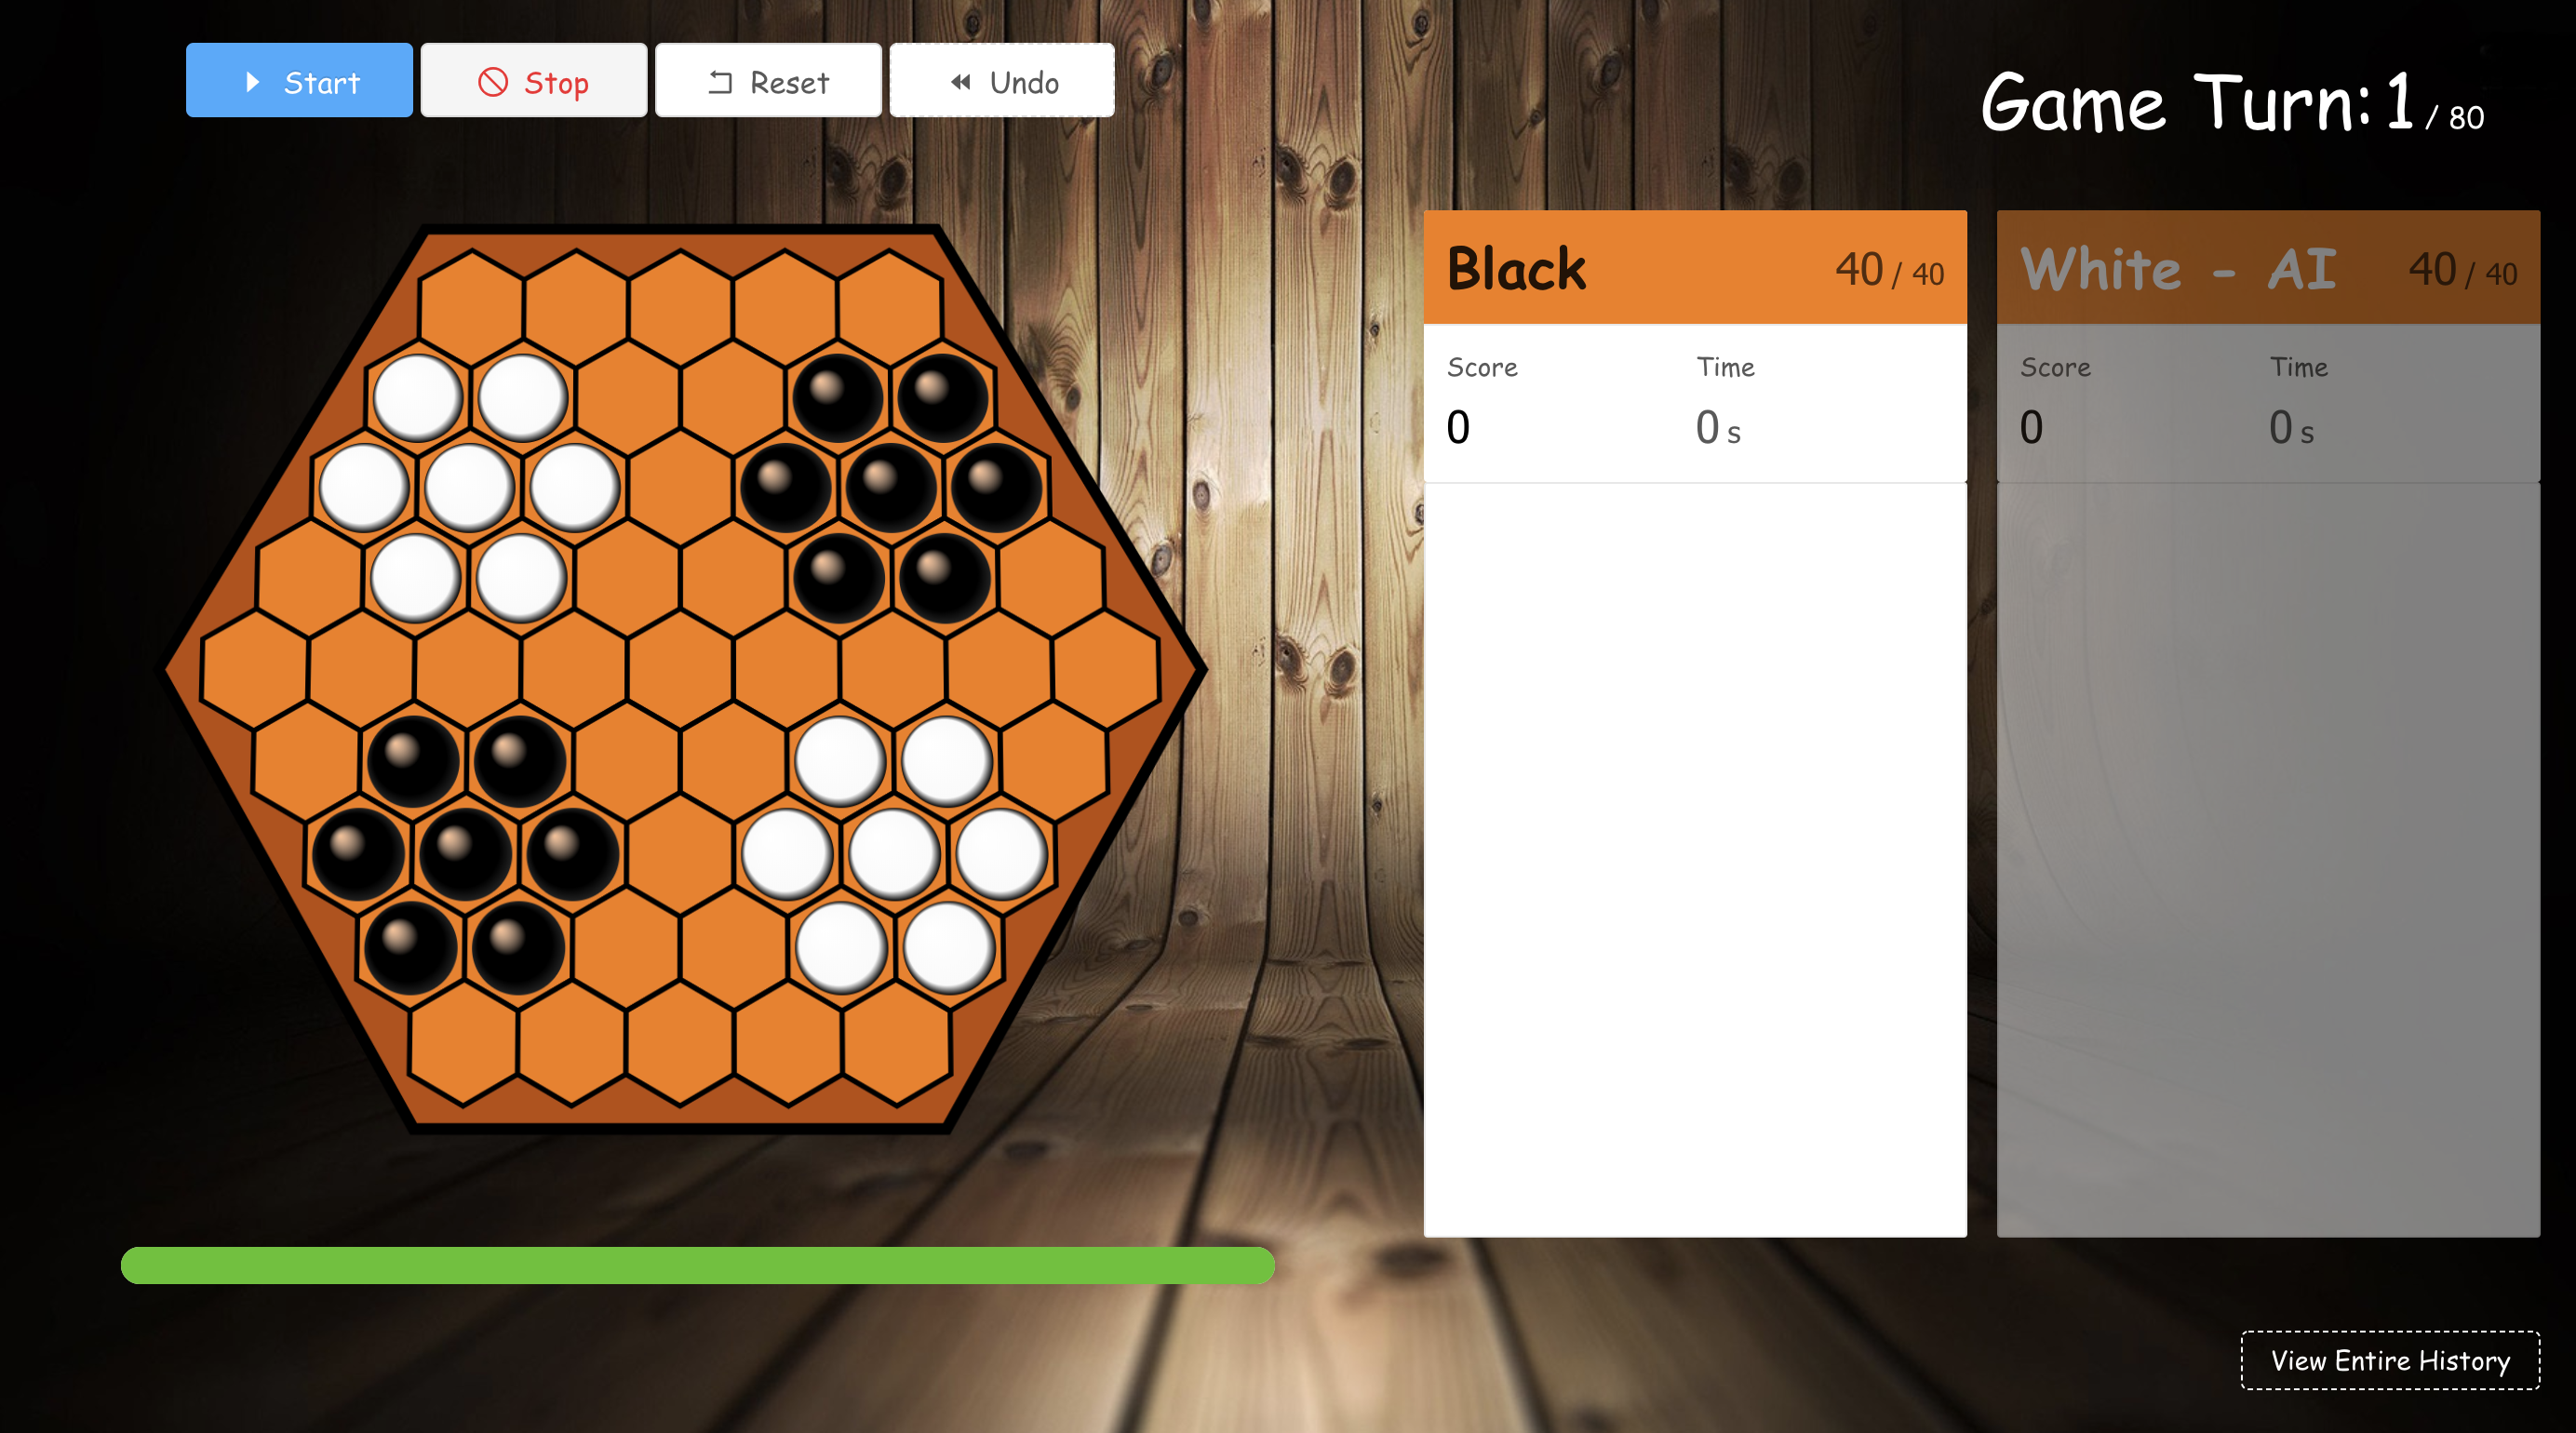 Start
Stop
Reset
Undo
Game Turn: 1 / 80
Black
40 / 40
White - AI
40 / 40
Score
Time
0
0 s
Score
Time
0
0 s
View Entire History